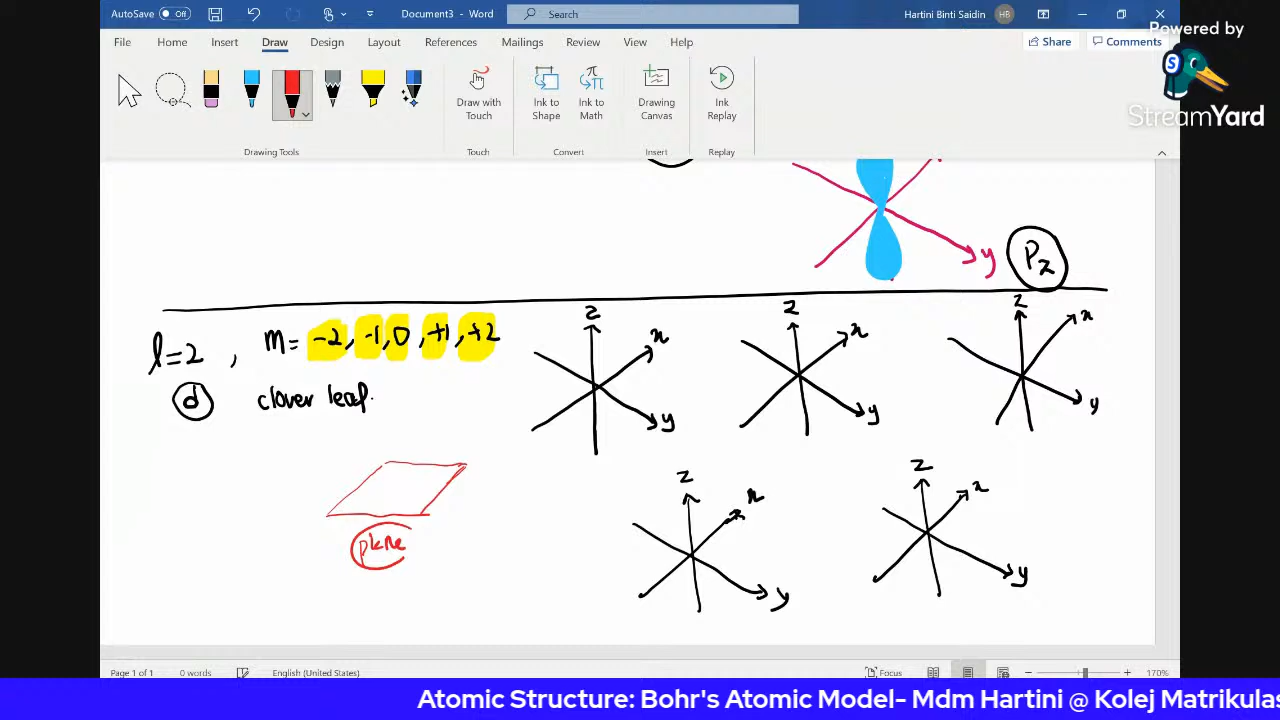 AutoSave Off Document3 - Word Search Hartini Binti Saidin HB
Powered by
StreamYard
File Home Insert Draw Design Layout References Mailings Review View Help Share Comments
Draw with Touch
Ink to Shape
Ink to Math
Drawing Canvas
Ink Replay
Drawing Tools Touch Convert Insert Replay
y
Pz
l=2 , m= -2, -1, 0, +1, +2
d clover leaf.
z x y
z x y
z x y
plane
z x y
z x y
Page 1 of 1 0 words English (United States) Focus 170%
Atomic Structure: Bohr's Atomic Model- Mdm Hartini @ Kolej Matrikulas